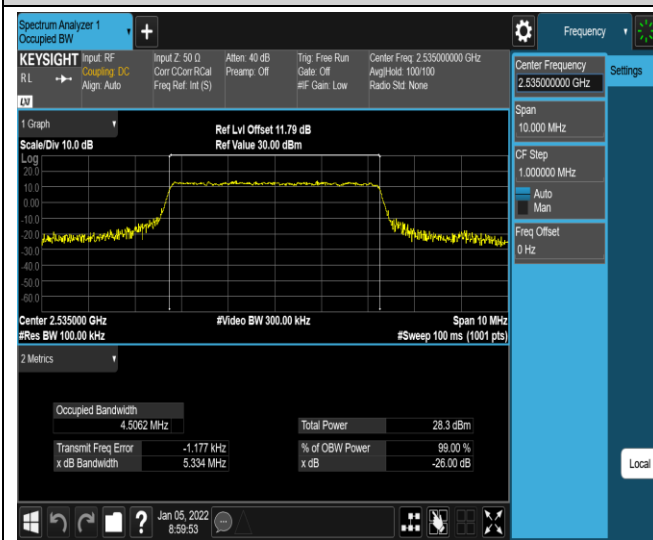 Spectrum Analyzer 1
Occupied BW
+
Frequency
KEYSIGHT
RL
Input: RF
Coupling: DC
Align: Auto
Input Z: 50 Ω
Corr CCorr RCal
Freq Ref: Int (S)
Atten: 40 dB
Preamp: Off
Trig: Free Run
Gate: Off
#IF Gain: Low
Center Freq: 2.535000000 GHz
Avg|Hold: 100/100
Radio Std: None
LXI
Center Frequency
2.535000000 GHz
Settings
Span
10.000 MHz
CF Step
1.000000 MHz
Auto
Man
Freq Offset
0 Hz
1 Graph
Scale/Div 10.0 dB
Ref Lvl Offset 11.79 dB
Ref Value 30.00 dBm
Log
20.0
10.0
0.00
-10.0
-20.0
-30.0
-40.0
-50.0
-60.0
Center 2.535000 GHz
#Video BW 300.00 kHz
Span 10 MHz
#Res BW 100.00 kHz
#Sweep 100 ms (1001 pts)
2 Metrics
Occupied Bandwidth
4.5062 MHz
Total Power 28.3 dBm
Transmit Freq Error -1.177 kHz
% of OBW Power 99.00 %
x dB Bandwidth 5.334 MHz
x dB -26.00 dB
Local
?
Jan 05, 2022
8:59:53